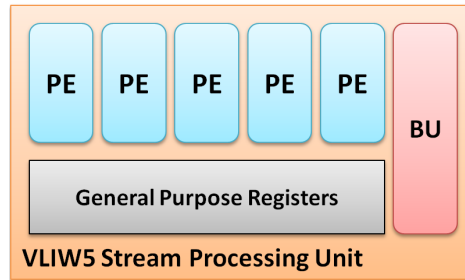 PE PE PE PE PE
BU
General Purpose Registers
VLIW5 Stream Processing Unit